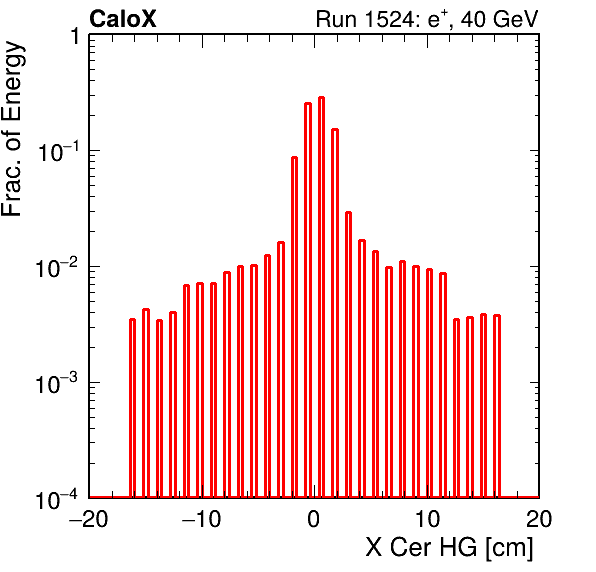 CaloX
Run 1524: e⁺, 40 GeV
Frac. of Energy
1
10⁻¹
10⁻²
10⁻³
10⁻⁴
−20
−10
0
10
20
X Cer HG [cm]